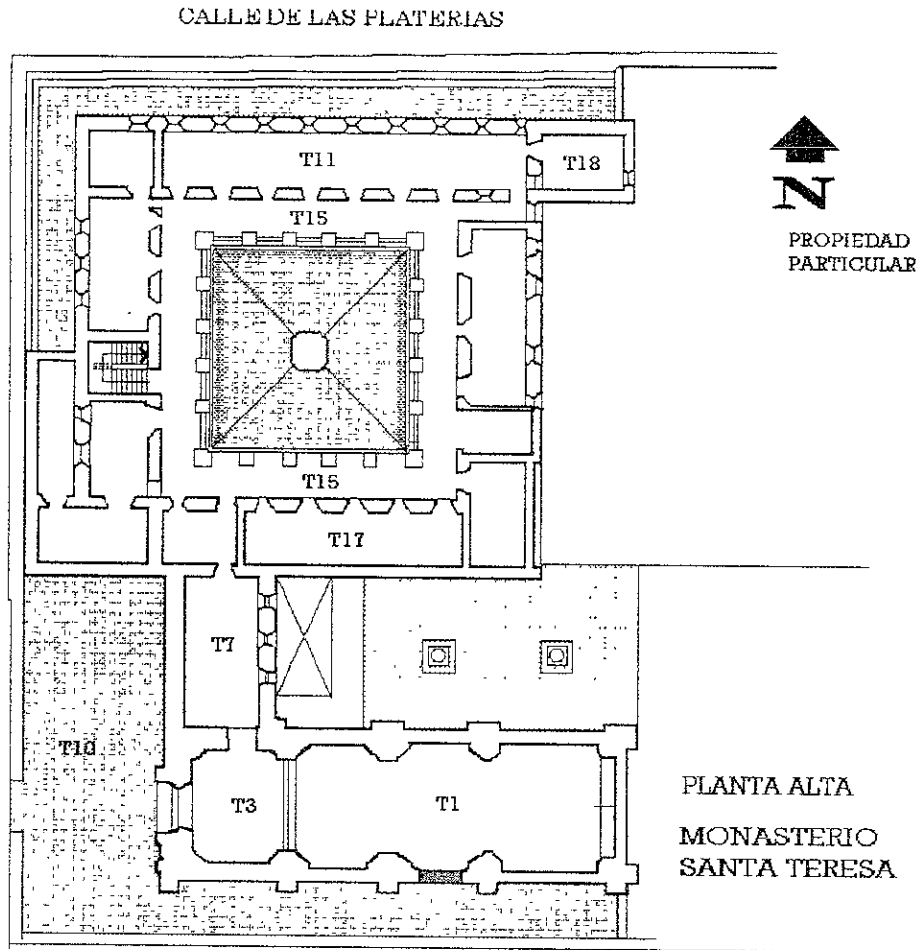 CALLE DE LAS PLATERIAS
T11
T18
N
T15
PROPIEDAD
PARTICULAR
T15
T17
T7
T10
T3
T1
PLANTA ALTA
MONASTERIO
SANTA TERESA